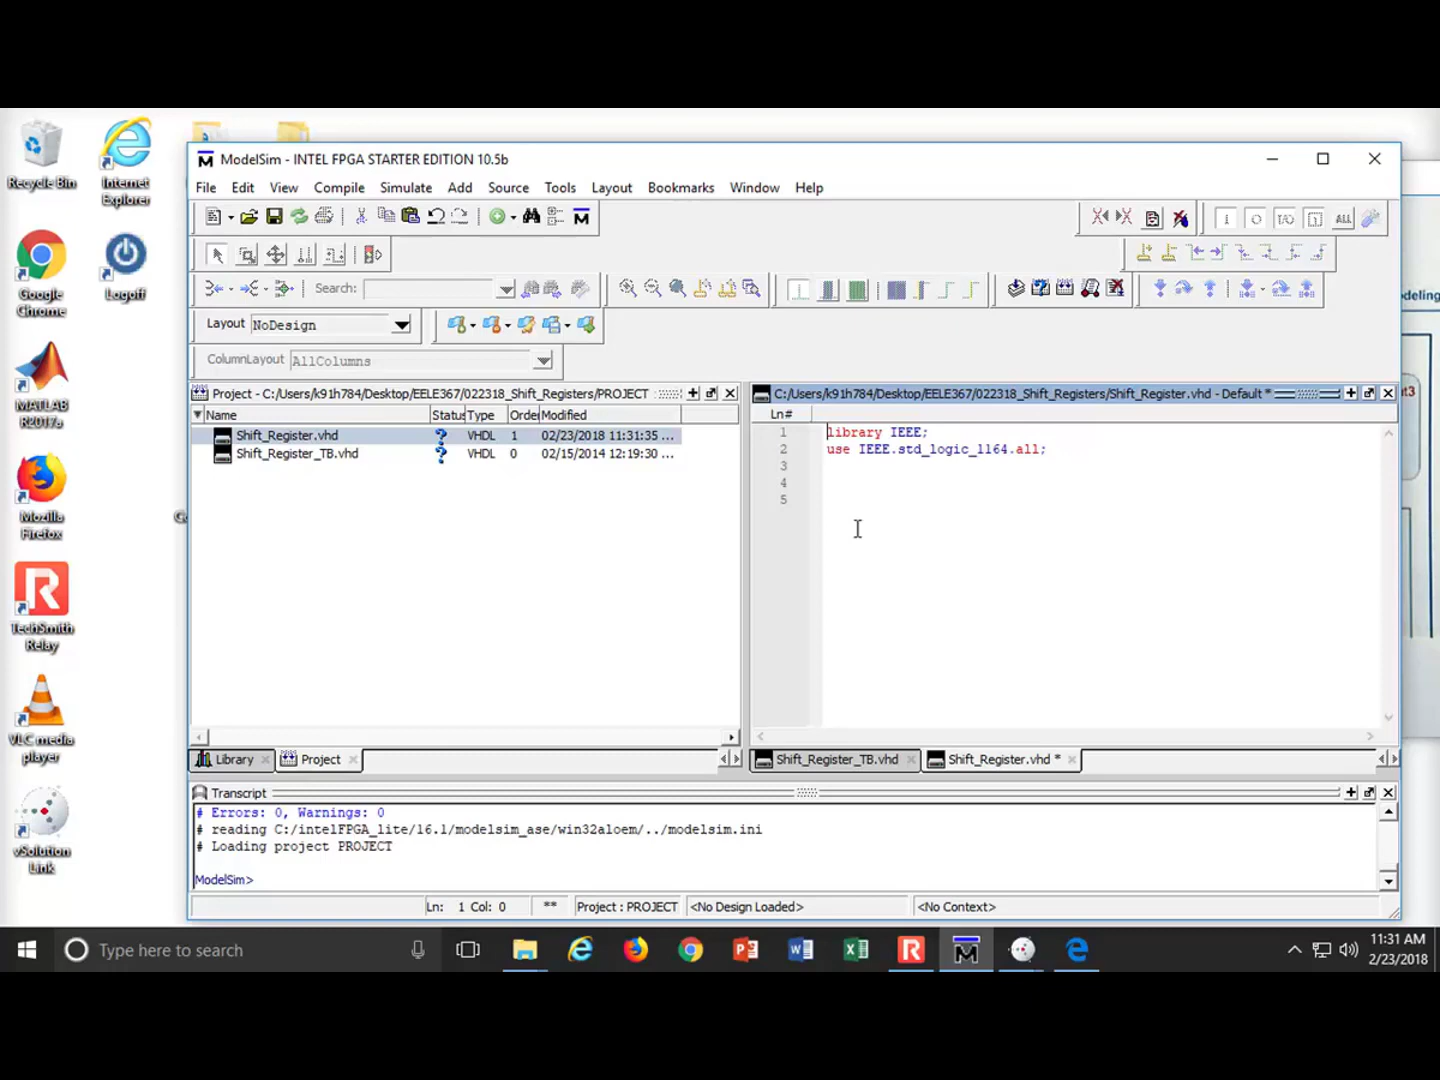 Recycle Bin
Internet
Explorer
Google
Chrome
Logoff
MATLAB
R2017a
Mozilla
Firefox
TechSmith
Relay
VLC media
player
vSolution
Link
ModelSim - INTEL FPGA STARTER EDITION 10.5b
File Edit View Compile Simulate Add Source Tools Layout Bookmarks Window Help
ALL
Search:
Layout NoDesign
ColumnLayout AllColumns
Project - C:/Users/k91h784/Desktop/EELE367/022318_Shift_Registers/PROJECT
Name Status Type Order Modified
Shift_Register.vhd ? VHDL 1 02/23/2018 11:31:35 ...
Shift_Register_TB.vhd ? VHDL 0 02/15/2014 12:19:30 ...
Library Project
C:/Users/k91h784/Desktop/EELE367/022318_Shift_Registers/Shift_Register.vhd - Default *
Ln#
1 library IEEE;
2 use IEEE.std_logic_1164.all;
3
4
5
Shift_Register_TB.vhd Shift_Register.vhd *
deling
nt3
Transcript
# Errors: 0, Warnings: 0
# reading C:/intelFPGA_lite/16.1/modelsim_ase/win32aloem/../modelsim.ini
# Loading project PROJECT
ModelSim>
Ln: 1 Col: 0 ** Project : PROJECT <No Design Loaded> <No Context>
Type here to search
11:31 AM
2/23/2018